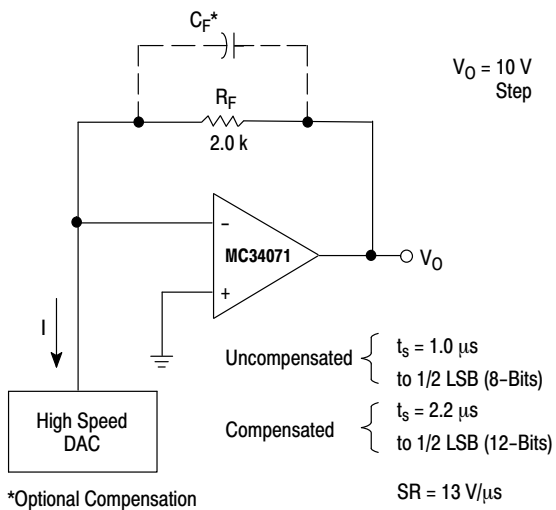 C_F*
V_O = 10 V
Step
R_F
2.0 k
−
MC34071
+
V_O
I
High Speed
DAC
Uncompensated { t_s = 1.0 μs
to 1/2 LSB (8−Bits)
Compensated { t_s = 2.2 μs
to 1/2 LSB (12−Bits)
*Optional Compensation
SR = 13 V/μs